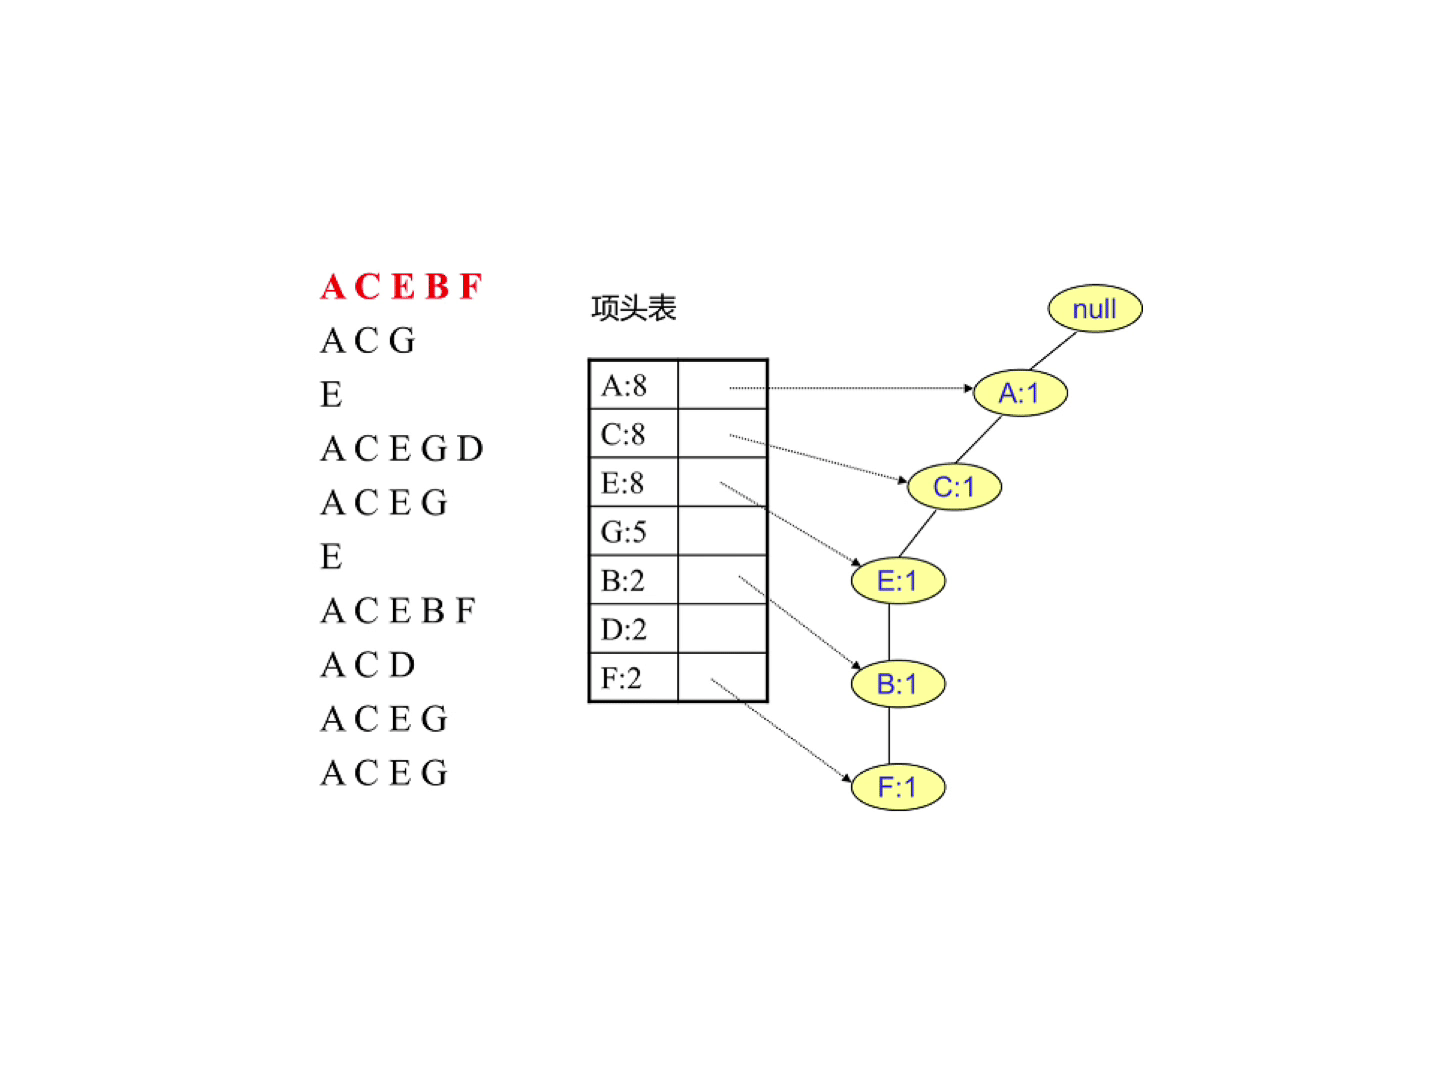 A C E B F
A C G
E
A C E G D
A C E G
E
A C E B F
A C D
A C E G
A C E G
项头表
A:8
C:8
E:8
G:5
B:2
D:2
F:2
null
A:1
C:1
E:1
B:1
F:1